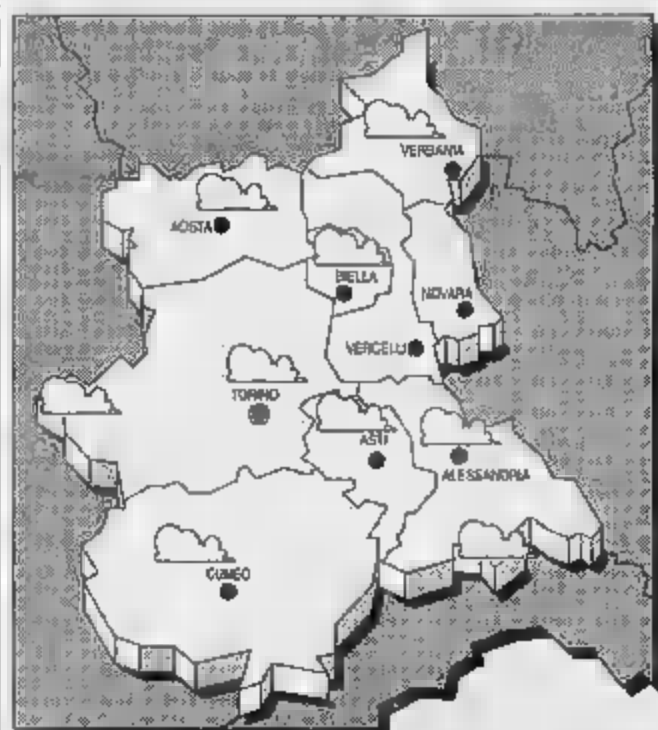 VERBANIA
AOSTA
BIELLA
NOVARA
VERCELLI
TORINO
ASTI
ALESSANDRIA
CUNEO